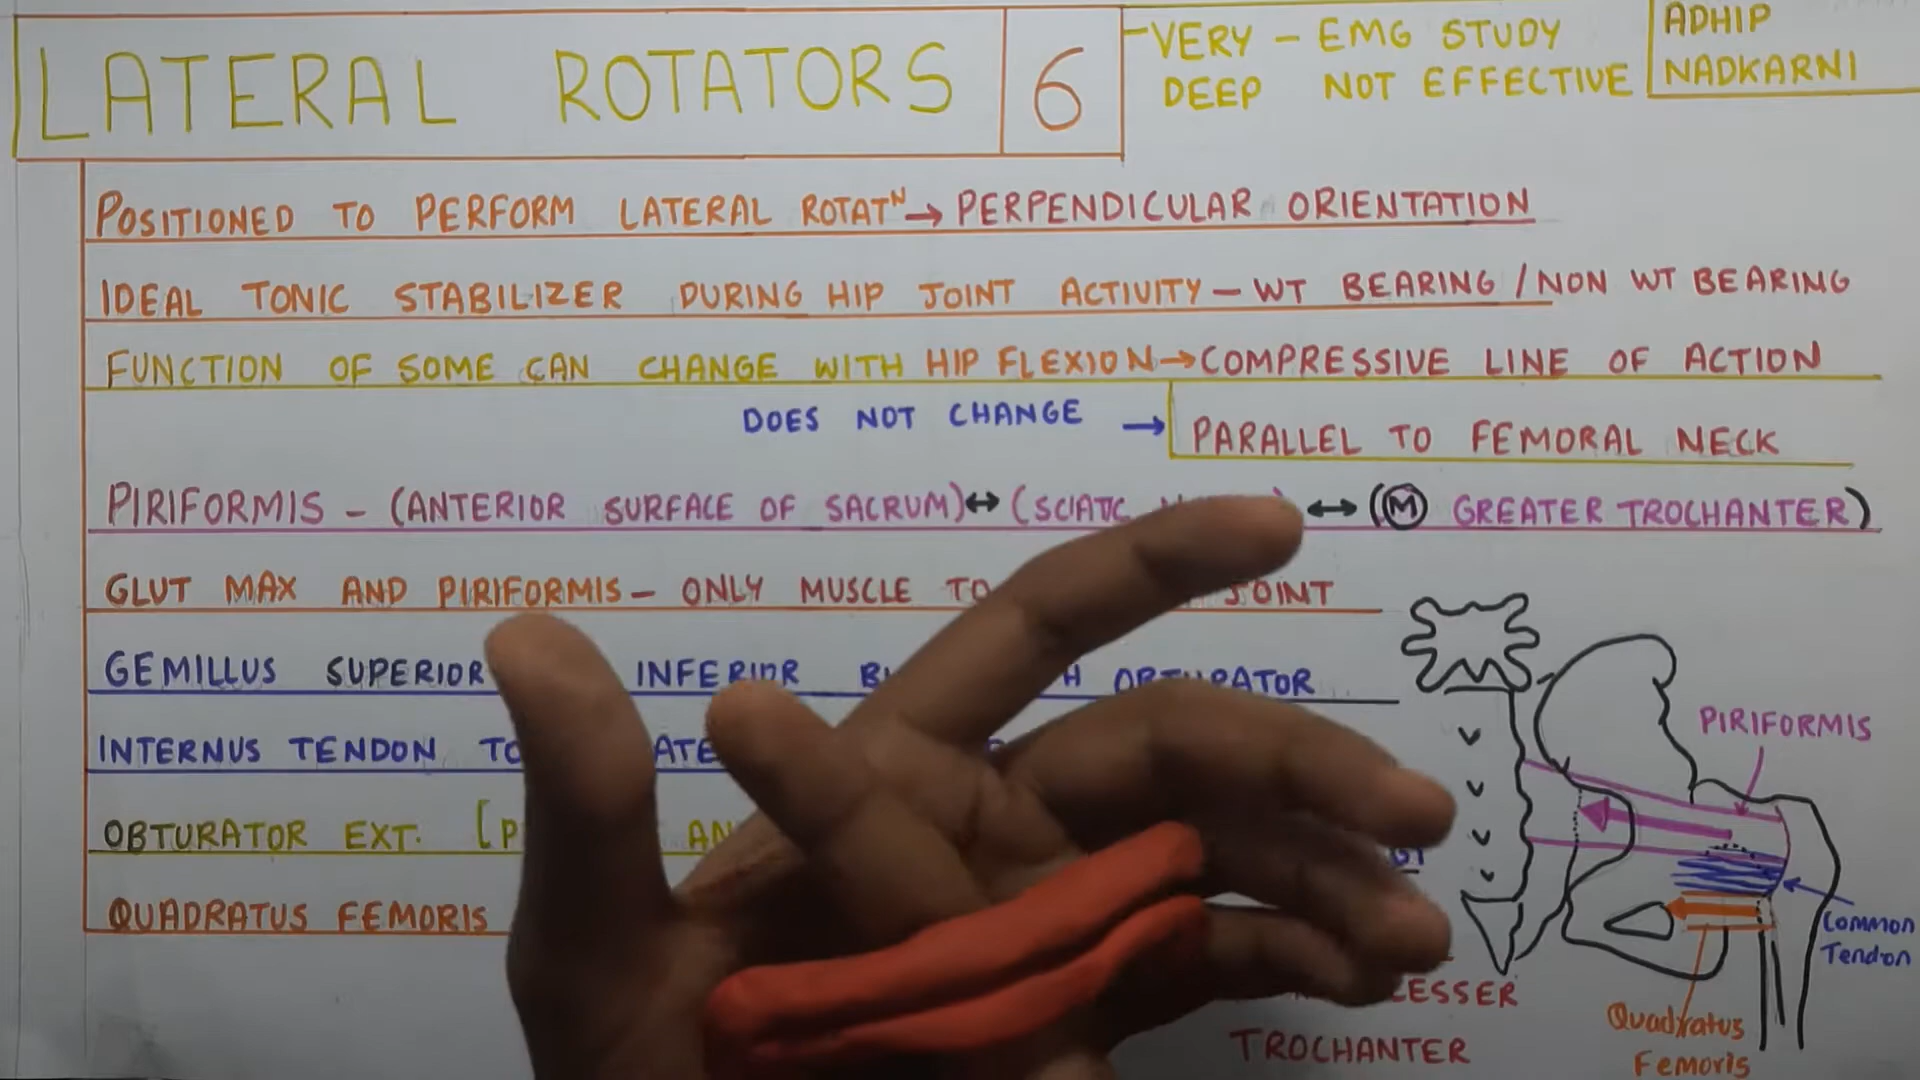 LATERAL ROTATORS 6
VERY - EMG STUDY
DEEP NOT EFFECTIVE
ADHIP
NADKARNI
POSITIONED TO PERFORM LATERAL ROTATᴺ → PERPENDICULAR ORIENTATION
IDEAL TONIC STABILIZER DURING HIP JOINT ACTIVITY - WT BEARING / NON WT BEARING
FUNCTION OF SOME CAN CHANGE WITH HIP FLEXION → COMPRESSIVE LINE OF ACTION
DOES NOT CHANGE → PARALLEL TO FEMORAL NECK
PIRIFORMIS - (ANTERIOR SURFACE OF SACRUM) ↔ (SCIATC ↔ (M GREATER TROCHANTER)
GLUT MAX AND PIRIFORMIS - ONLY MUSCLE TO JOINT
GEMILLUS SUPERIOR INFERIOR OBTURATOR
INTERNUS TENDON TO
OBTURATOR EXT.
QUADRATUS FEMORIS
LESSER
TROCHANTER
PIRIFORMIS
Common
Tendon
Quadratus
Femoris